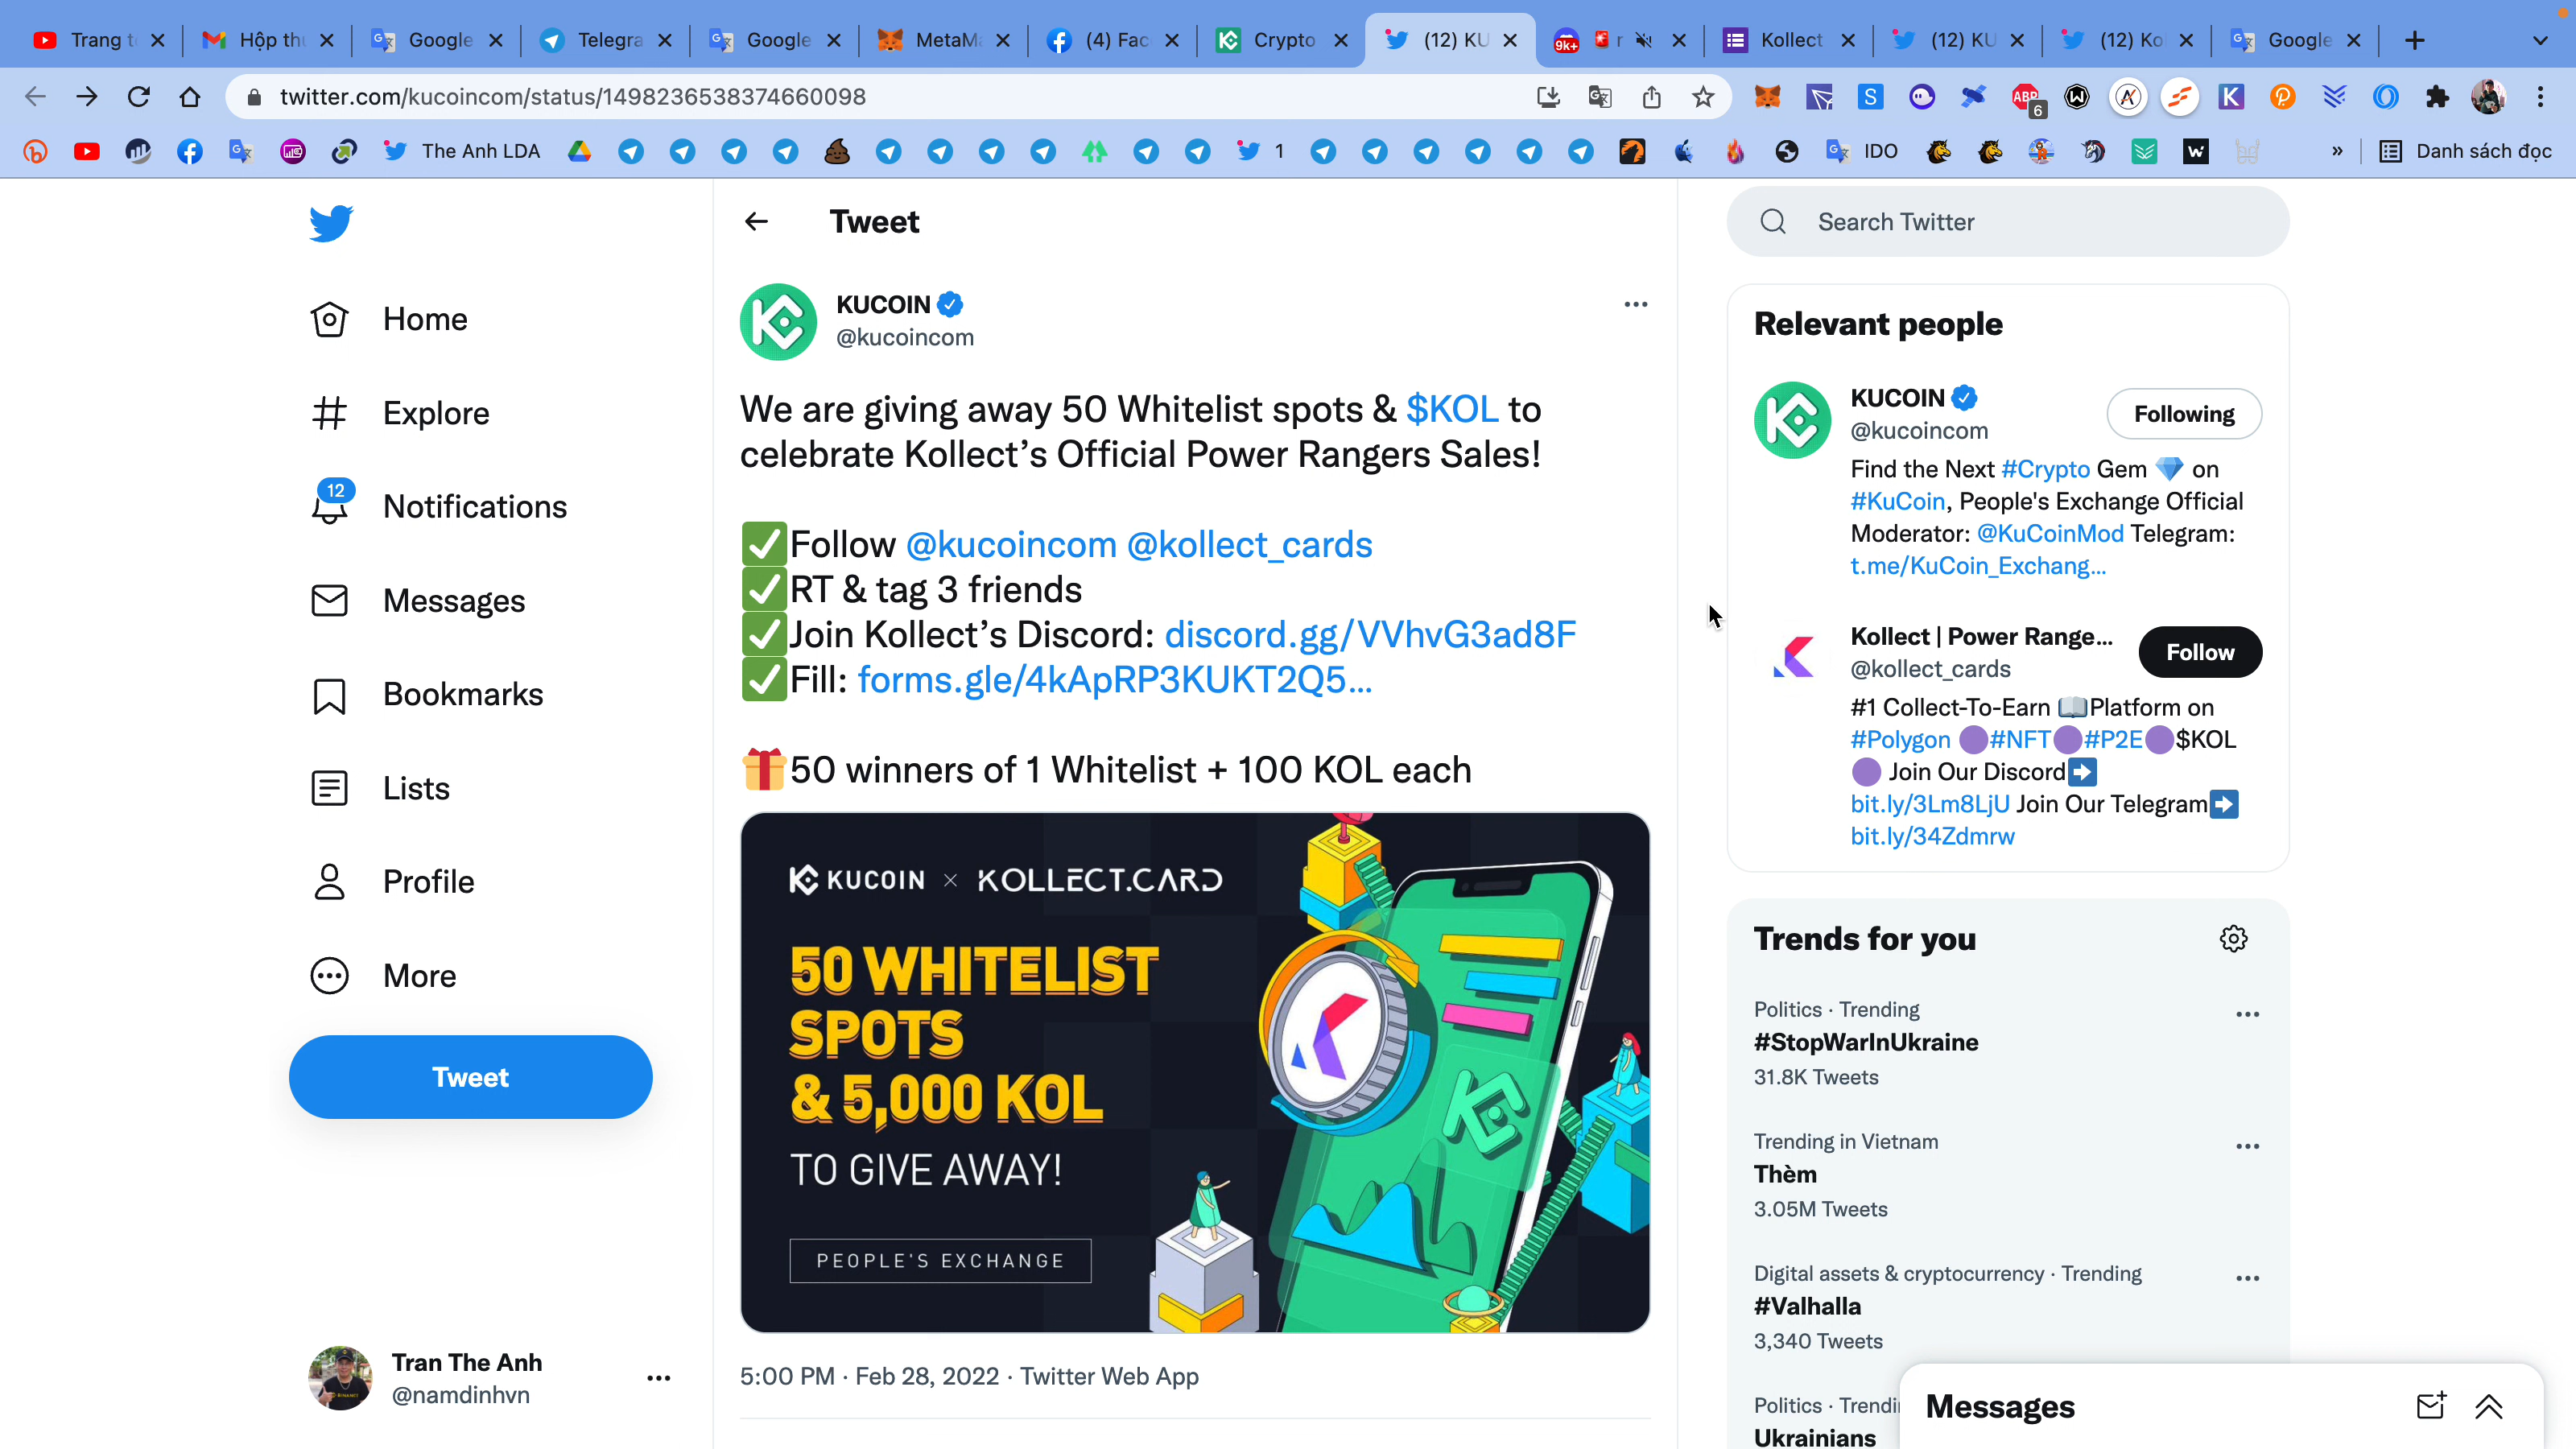 Trang t
Hộp thư
Google
Telegra
Google
MetaMa
(4) Fac
Crypto
(12) KU
9k+
Kollect
(12) KU
(12) Ko
Google
twitter.com/kucoincom/status/1498236538374660098
ABP
6
The Anh LDA
1
IDO
»
Danh sách đọc
Home
Explore
12
Notifications
Messages
Bookmarks
Lists
Profile
More
Tweet
Tran The Anh
@namdinhvn
Tweet
KUCOIN
@kucoincom
We are giving away 50 Whitelist spots & $KOL to
celebrate Kollect’s Official Power Rangers Sales!
✅Follow @kucoincom @kollect_cards
✅RT & tag 3 friends
✅Join Kollect’s Discord: discord.gg/VVhvG3ad8F
✅Fill: forms.gle/4kApRP3KUKT2Q5…
🎁50 winners of 1 Whitelist + 100 KOL each
KUCOIN × KOLLECT.CARD
50 WHITELIST
SPOTS
& 5,000 KOL
TO GIVE AWAY!
PEOPLE'S EXCHANGE
5:00 PM · Feb 28, 2022 · Twitter Web App
Search Twitter
Relevant people
KUCOIN
@kucoincom
Following
Find the Next #Crypto Gem 💎 on
#KuCoin, People's Exchange Official
Moderator: @KuCoinMod Telegram:
t.me/KuCoin_Exchang…
Kollect | Power Range...
@kollect_cards
Follow
#1 Collect-To-Earn 📖Platform on
#Polygon 🟣#NFT🟣#P2E🟣$KOL
🟣 Join Our Discord➡️
bit.ly/3Lm8LjU Join Our Telegram➡️
bit.ly/34Zdmrw
Trends for you
Politics · Trending
#StopWarInUkraine
31.8K Tweets
Trending in Vietnam
Thèm
3.05M Tweets
Digital assets & cryptocurrency · Trending
#Valhalla
3,340 Tweets
Politics · Trendi
Ukrainians
Messages